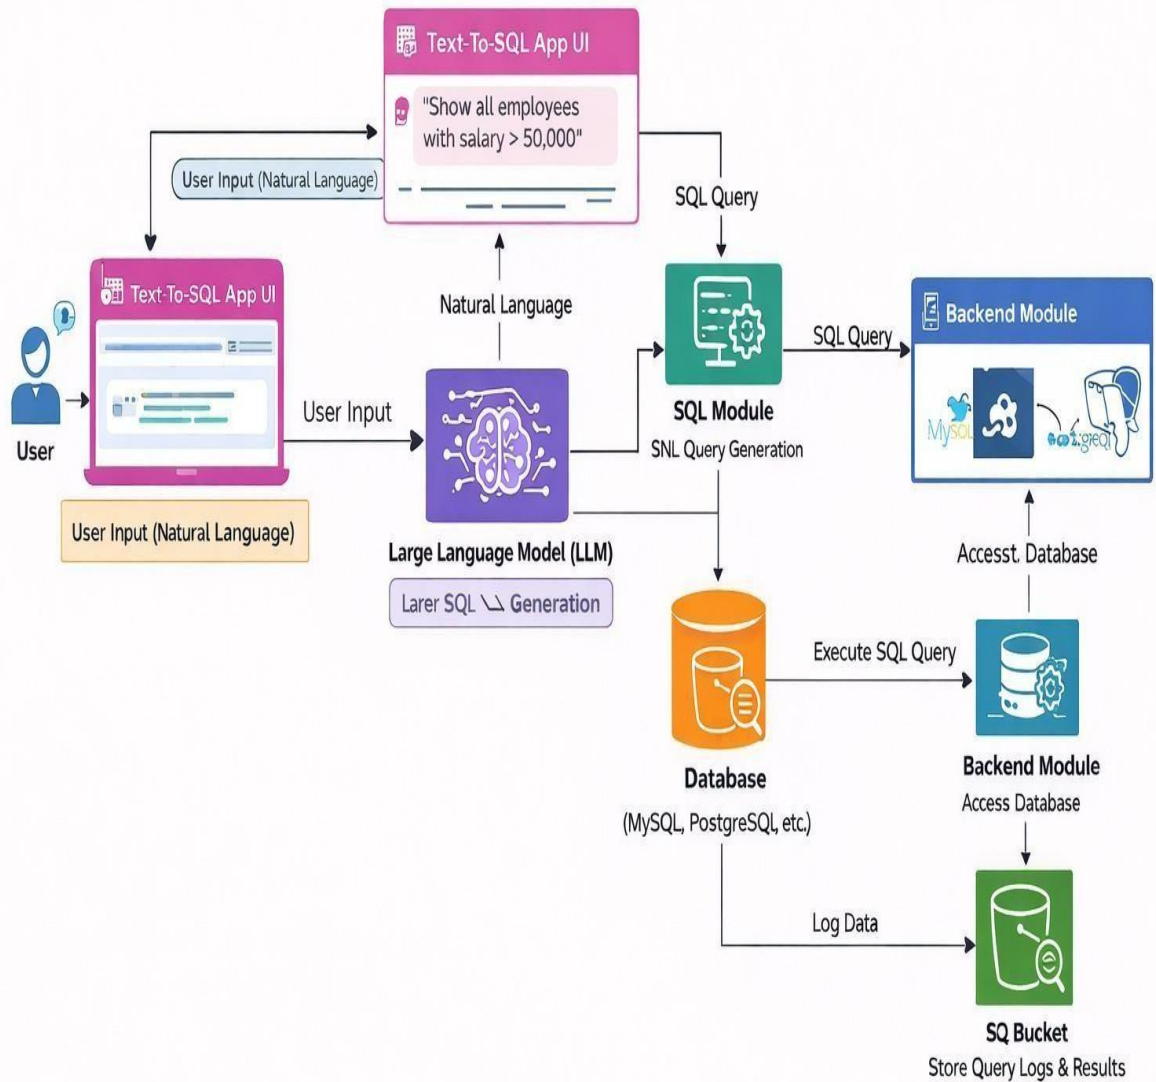 Text-To-SQL App UI
"Show all employees
with salary > 50,000"
User Input (Natural Language)
SQL Query
Text-To-SQL App UI
Natural Language
Backend Module
SQL Query
MySQL
User Input
User
SQL Module
SNL Query Generation
User Input (Natural Language)
Large Language Model (LLM)
Larer SQL Generation
Accesst. Database
Execute SQL Query
Database
(MySQL, PostgreSQL, etc.)
Backend Module
Access Database
Log Data
SQ Bucket
Store Query Logs & Results